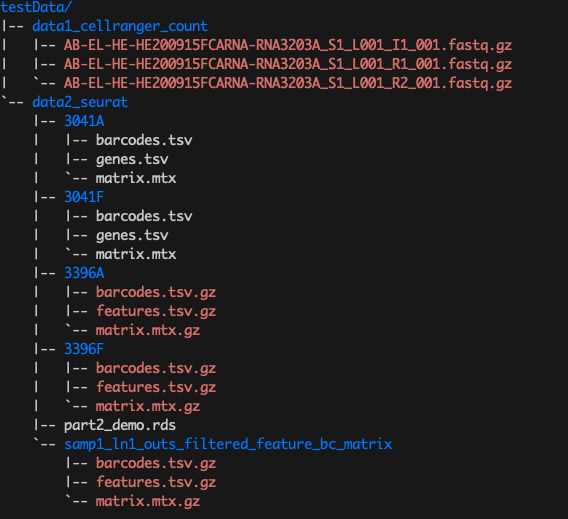 testData/
|-- data1_cellranger_count
|   |-- AB-EL-HE-HE200915FCARNA-RNA3203A_S1_L001_I1_001.fastq.gz
|   |-- AB-EL-HE-HE200915FCARNA-RNA3203A_S1_L001_R1_001.fastq.gz
|   `-- AB-EL-HE-HE200915FCARNA-RNA3203A_S1_L001_R2_001.fastq.gz
`-- data2_seurat
    |-- 3041A
    |   |-- barcodes.tsv
    |   |-- genes.tsv
    |   `-- matrix.mtx
    |-- 3041F
    |   |-- barcodes.tsv
    |   |-- genes.tsv
    |   `-- matrix.mtx
    |-- 3396A
    |   |-- barcodes.tsv.gz
    |   |-- features.tsv.gz
    |   `-- matrix.mtx.gz
    |-- 3396F
    |   |-- barcodes.tsv.gz
    |   |-- features.tsv.gz
    |   `-- matrix.mtx.gz
    |-- part2_demo.rds
    `-- samp1_ln1_outs_filtered_feature_bc_matrix
        |-- barcodes.tsv.gz
        |-- features.tsv.gz
        `-- matrix.mtx.gz